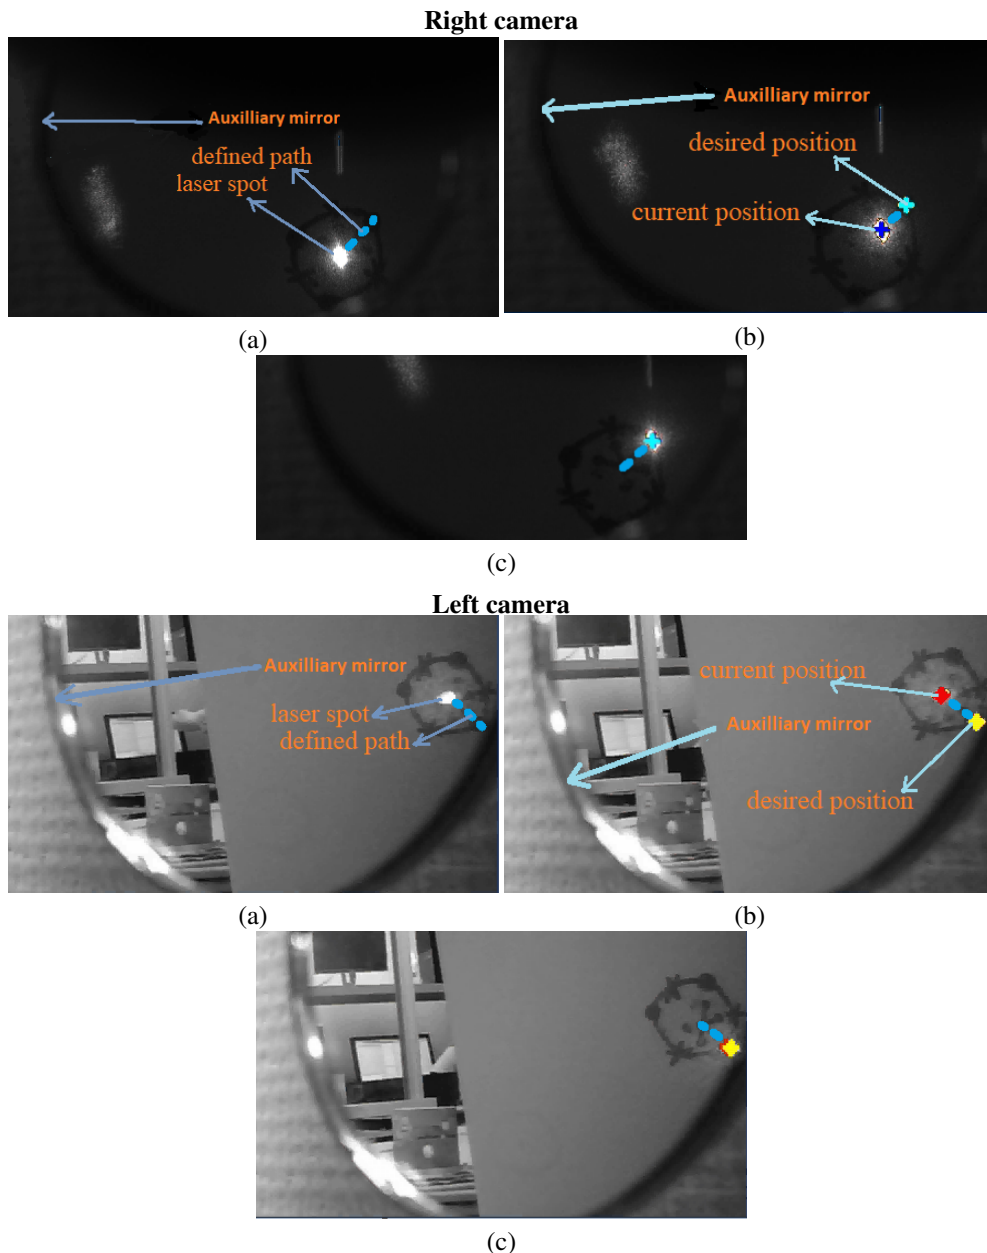 Right camera
Auxilliary mirror
defined path
laser spot
Auxilliary mirror
desired position
current position
(a)
(b)
(c)
Left camera
Auxilliary mirror
laser spot
defined path
current position
Auxilliary mirror
desired position
(a)
(b)
(c)